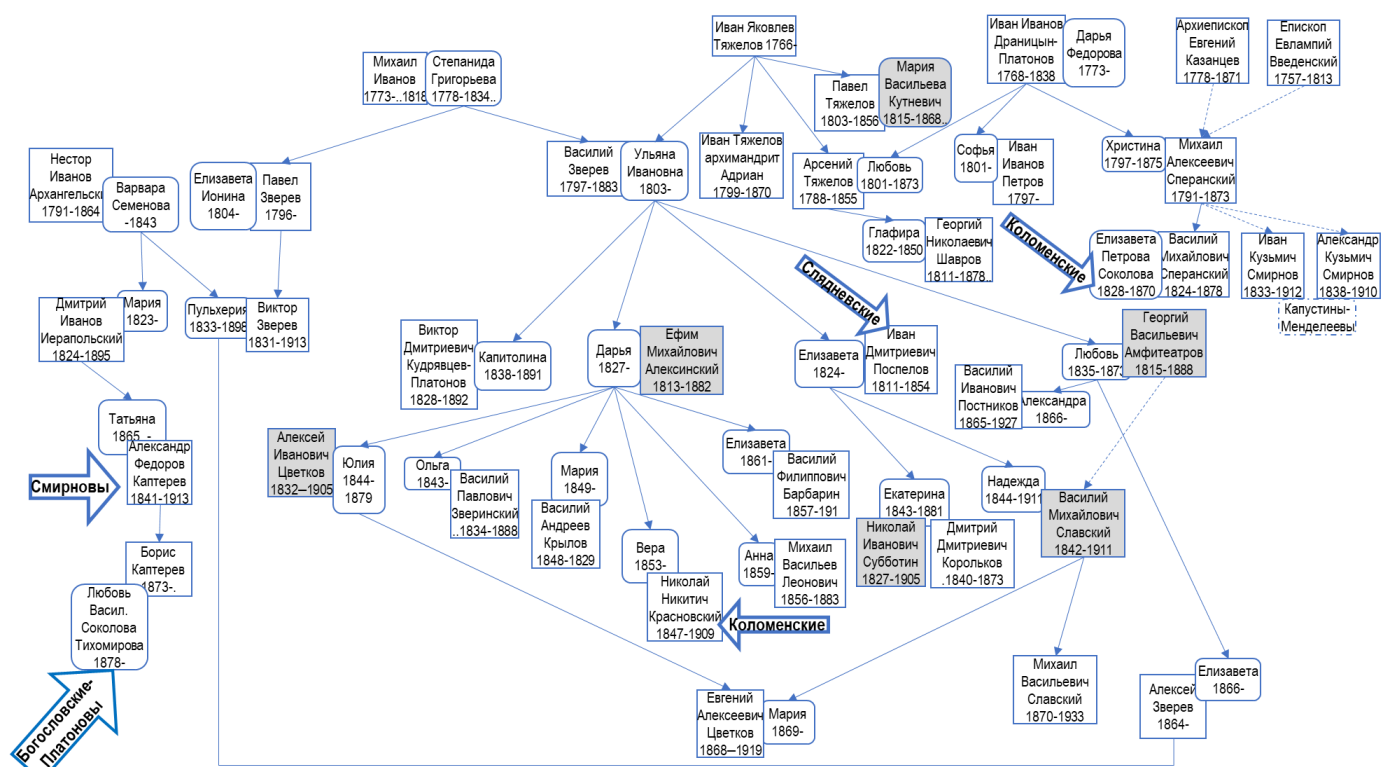 Иван Яковлев
Тяжелов 1766-
Иван Иванов
Драницын-
Платонов
1768-1838
Дарья
Федорова
1773-
Архиепископ
Евгений
Казанцев
1778-1871
Епископ
Евлампий
Введенский
1757-1813
Михаил
Иванов
1773-..1818
Степанида
Григорьева
1778-1834..
Павел
Тяжелов
1803-1856
Мария
Васильева
Кутневич
1815-1868..
Нестор
Иванов
Архангельск
1791-1864
Варвара
Семенова
-1843
Елизавета
Ионина
1804-
Павел
Зверев
1796-
Василий
Зверев
1797-1883
Ульяна
Ивановна
1803-
Иван Тяжелов
архимандрит
Адриан
1799-1870
Арсений
Тяжелов
1788-1855
Любовь
1801-1873
Софья
1801-
Иван
Иванов
Петров
1797-
Христина
1797-1875
Михаил
Алексеевич
Сперанский
1791-1873
Глафира
1822-1850
Георгий
Николаевич
Шавров
1811-1878..
Коломенские
Елизавета
Петрова
Соколова
1828-1870
Василий
Михайлович
Сперанский
1824-1878
Иван
Кузьмич
Смирнов
1833-1912
Александр
Кузьмич
Смирнов
1838-1910
Капустины-
Менделеевы
Дмитрий
Иванов
Иерапольский
1824-1895
Мария
1823-
Пульхерия
1833-1898
Виктор
Зверев
1831-1913
Виктор
Дмитриевич
Кудрявцев-
Платонов
1828-1892
Капитолина
1838-1891
Дарья
1827-
Ефим
Михайлович
Алексинский
1813-1882
Слядневские
Елизавета
1824-
Иван
Дмитриевич
Поспелов
1811-1854
Любовь
1835-1873
Георгий
Васильевич
Амфитеатров
1815-1888
Василий
Иванович
Постников
1865-1927
Александра
1866-
Татьяна
1865 -
Смирновы
Александр
Федоров
Каптерев
1841-1913
Алексей
Иванович
Цветков
1832–1905
Юлия
1844-
1879
Ольга
1843-
Василий
Павлович
Зверинский
..1834-1888
Мария
1849-
Василий
Андреев
Крылов
1848-1829
Елизавета
1861-
Василий
Филиппович
Барбарин
1857-191
Екатерина
1843-1881
Николай
Иванович
Субботин
1827-1905
Дмитрий
Дмитриевич
Корольков
.1840-1873
Надежда
1844-1911
Василий
Михайлович
Славский
1842-1911
Борис
Каптерев
1873-.
Вера
1853-
Николай
Никитич
Красновский
1847-1909
Коломенские
Анна
1859-
Михаил
Васильев
Леонович
1856-1883
Любовь
Васил.
Соколова
Тихомирова
1878-
Богословские-
Платоновы
Евгений
Алексеевич
Цветков
1868–1919
Мария
1869-
Михаил
Васильевич
Славский
1870-1933
Алексей
Зверев
1864-
Елизавета
1866-